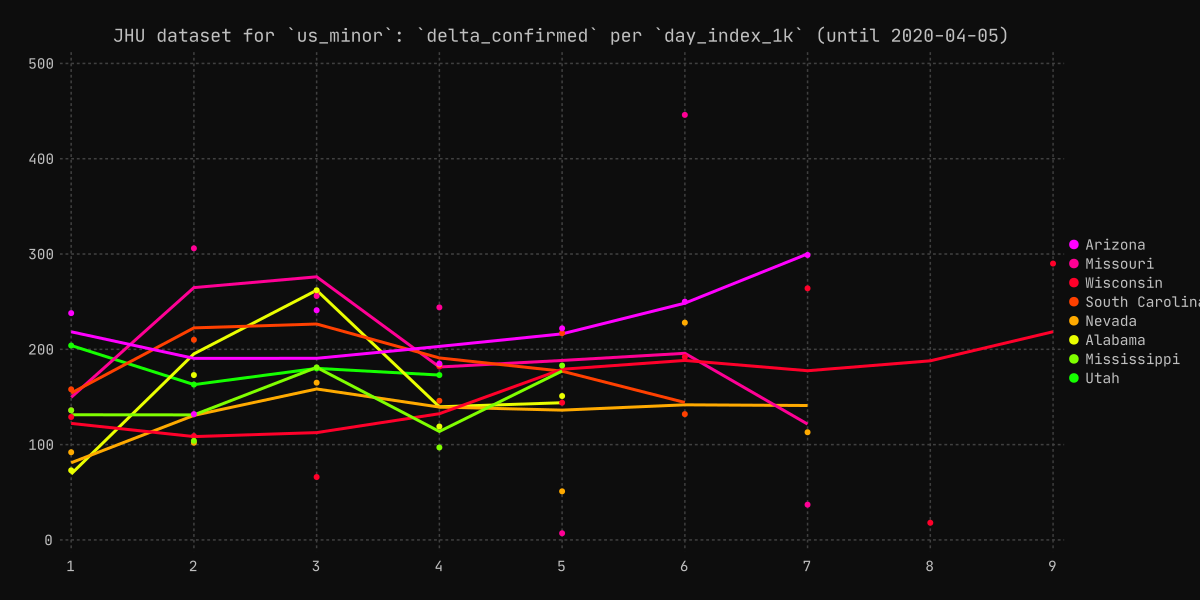 JHU dataset for `us_minor`: `delta_confirmed` per `day_index_1k` (until 2020-04-05)
500
400
300
200
100
0
1 2 3 4 5 6 7 8 9
Arizona
Missouri
Wisconsin
South Carolina
Nevada
Alabama
Mississippi
Utah